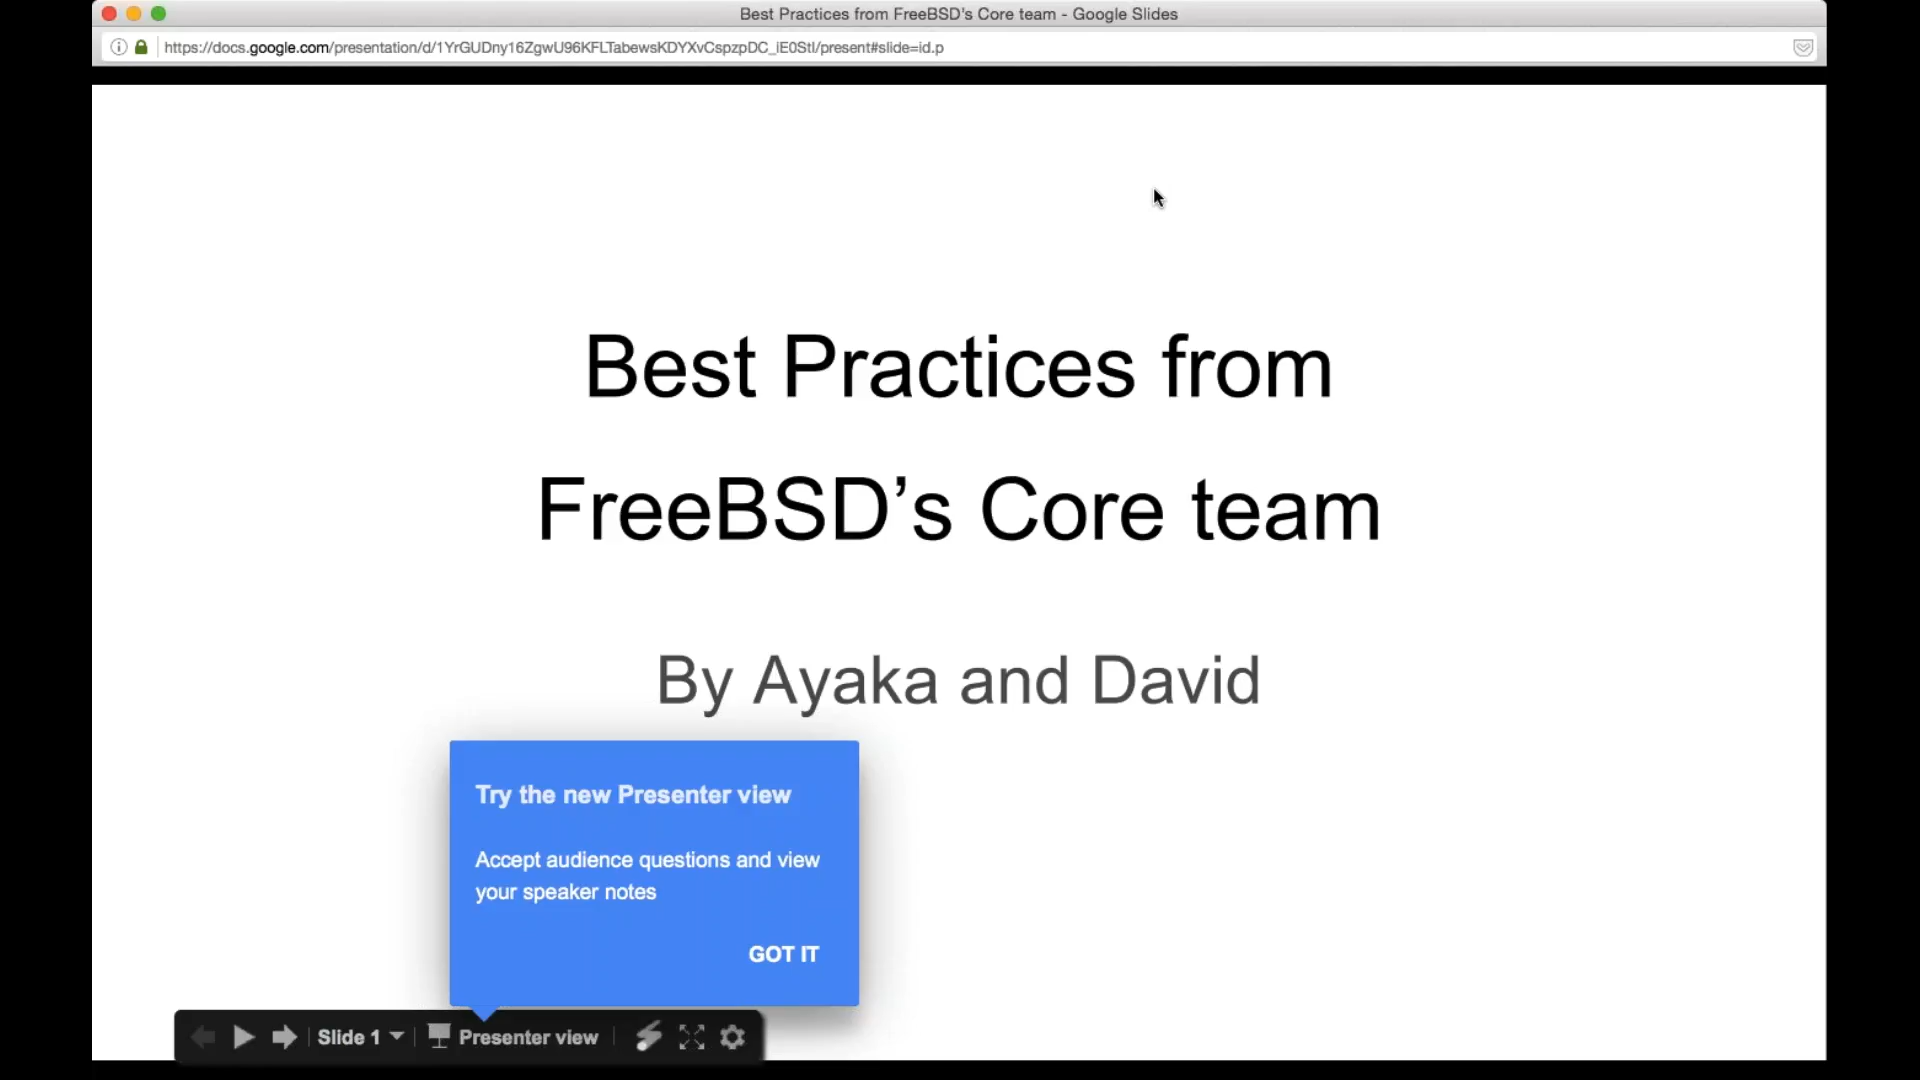 Best Practices from FreeBSD's Core team - Google Slides
https://docs.google.com/presentation/d/1YrGUDny16ZgwU96KFLTabewsKDYXvCspzpDC_iE0StI/present#slide=id.p
Best Practices from
FreeBSD’s Core team
By Ayaka and David
Try the new Presenter view
Accept audience questions and view
your speaker notes
GOT IT
Slide 1
Presenter view